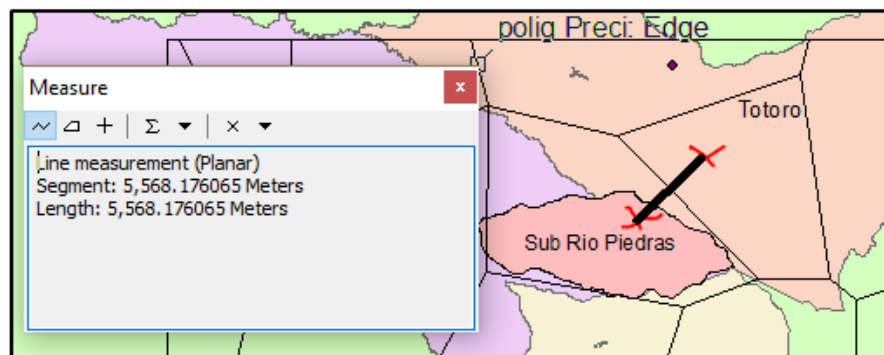 polig Preci: Edge
Measure
Totoro
Line measurement (Planar)
Segment: 5,568.176065 Meters
Length: 5,568.176065 Meters
Sub Rio Piedras